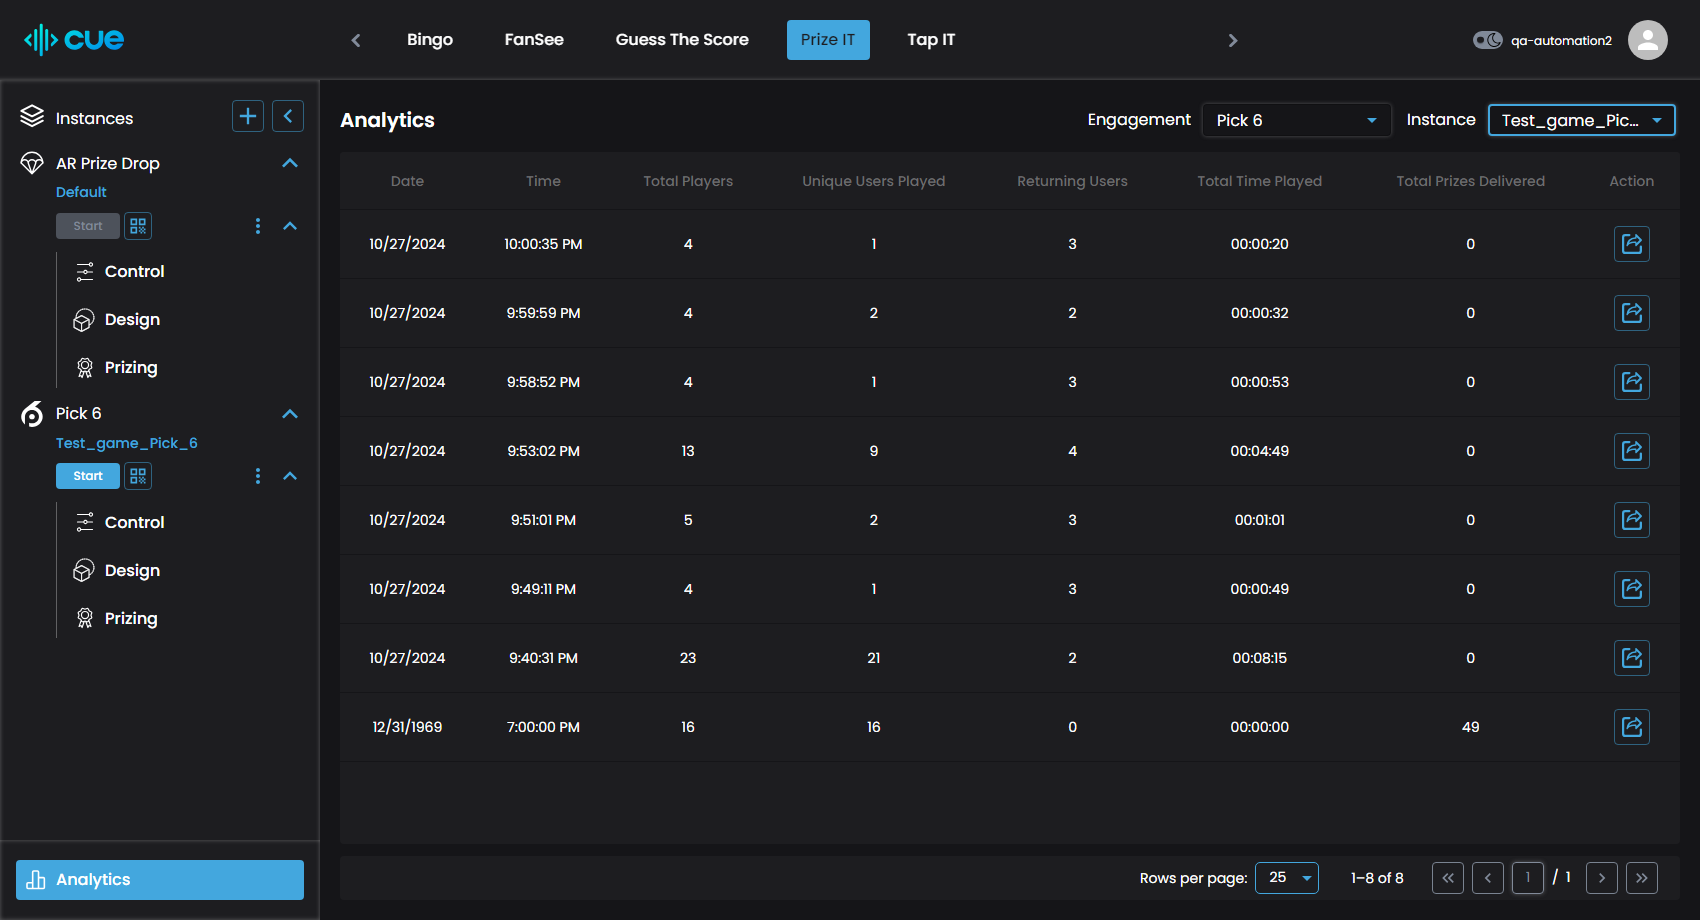 cue
Bingo FanSee Guess The Score Prize IT Tap IT
qa-automation2
Instances
AR Prize Drop
Default
Start
Control
Design
Prizing
Pick 6
Test_game_Pick_6
Start
Control
Design
Prizing
Analytics
Analytics
Engagement Pick 6 Instance Test_game_Pic...
Date Time Total Players Unique Users Played Returning Users Total Time Played Total Prizes Delivered Action
10/27/2024 10:00:35 PM 4 1 3 00:00:20 0
10/27/2024 9:59:59 PM 4 2 2 00:00:32 0
10/27/2024 9:58:52 PM 4 1 3 00:00:53 0
10/27/2024 9:53:02 PM 13 9 4 00:04:49 0
10/27/2024 9:51:01 PM 5 2 3 00:01:01 0
10/27/2024 9:49:11 PM 4 1 3 00:00:49 0
10/27/2024 9:40:31 PM 23 21 2 00:08:15 0
12/31/1969 7:00:00 PM 16 16 0 00:00:00 49
Rows per page: 25 1–8 of 8 1 / 1